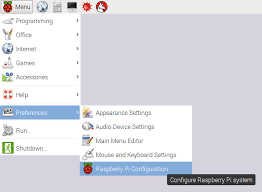 Menu
Programming
Office
Internet
Games
Accessories
Help
Preferences
Run...
Shutdown...
Appearance Settings
Audio Device Settings
Main Menu Editor
Mouse and Keyboard Settings
Raspberry Pi Configuration
Configure Raspberry Pi system